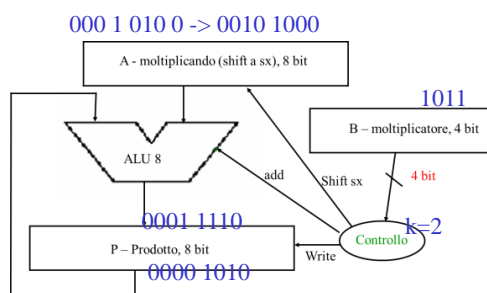 000 1 010 0 -> 0010 1000
A - moltiplicando (shift a sx), 8 bit
1011
B – moltiplicatore, 4 bit
ALU 8
add
Shift sx
4 bit
0001 1110
k=2
Controllo
P – Prodotto, 8 bit
Write
0000 1010